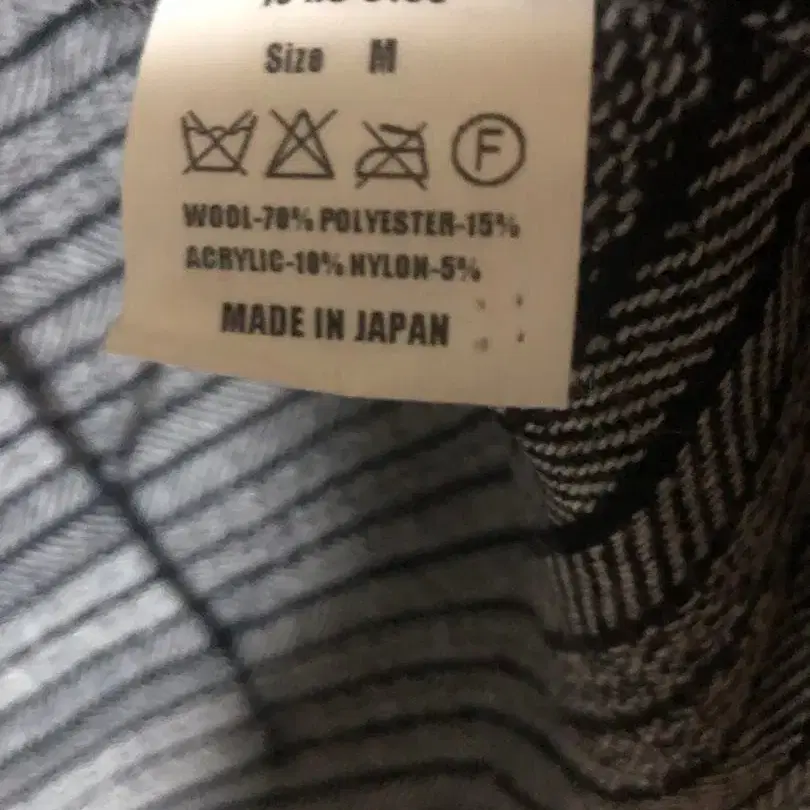 Size M
F
WOOL-70% POLYESTER-15%
ACRYLIC-10% NYLON-5%
MADE IN JAPAN